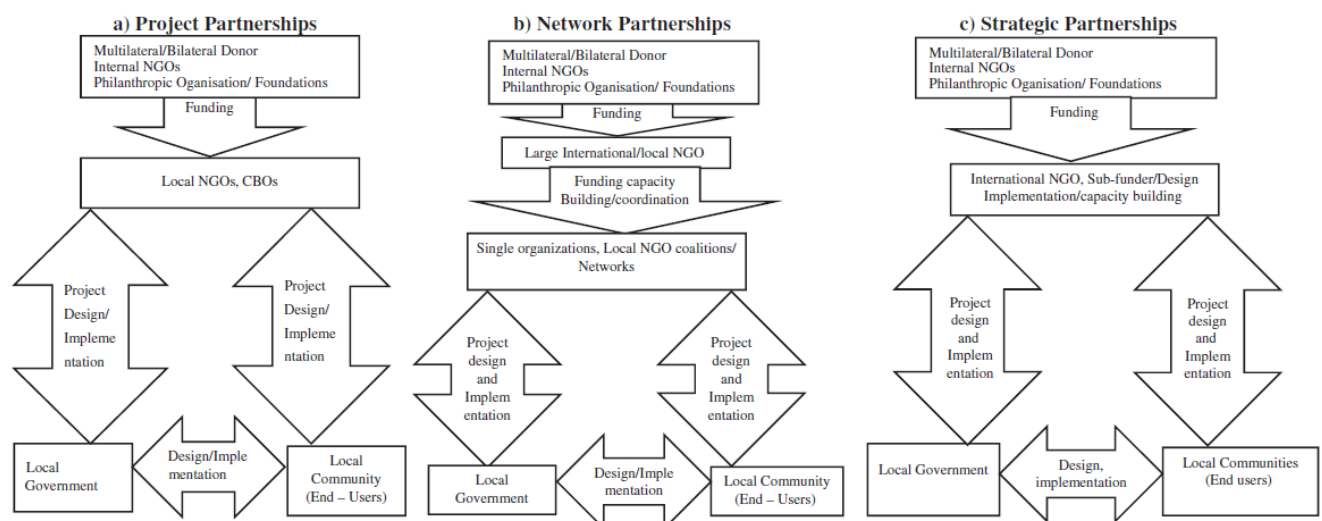 a) Project Partnerships
Multilateral/Bilateral Donor
Internal NGOs
Philanthropic Oganisation/ Foundations
Funding
Local NGOs, CBOs
Project
Design/
Impleme
ntation
Project
Design/
Impleme
ntation
Local
Government
Design/Imple
mentation
Local
Community
(End – Users)
b) Network Partnerships
Multilateral/Bilateral Donor
Internal NGOs
Philanthropic Oganisation/ Foundations
Funding
Large International/local NGO
Funding capacity
Building/coordination
Single organizations, Local NGO coalitions/
Networks
Project
design
and
Implem
entation
Project
design
and
Implem
entation
Local
Government
Design/Imple
mentation
Local Community
(End – Users)
c) Strategic Partnerships
Multilateral/Bilateral Donor
Internal NGOs
Philanthropic Oganisation/ Foundations
Funding
International NGO, Sub-funder/Design
Implementation/capacity building
Project
design
and
Implem
entation
Project
design
and
Implem
entation
Local Government
Design,
implementation
Local Communities
(End users)